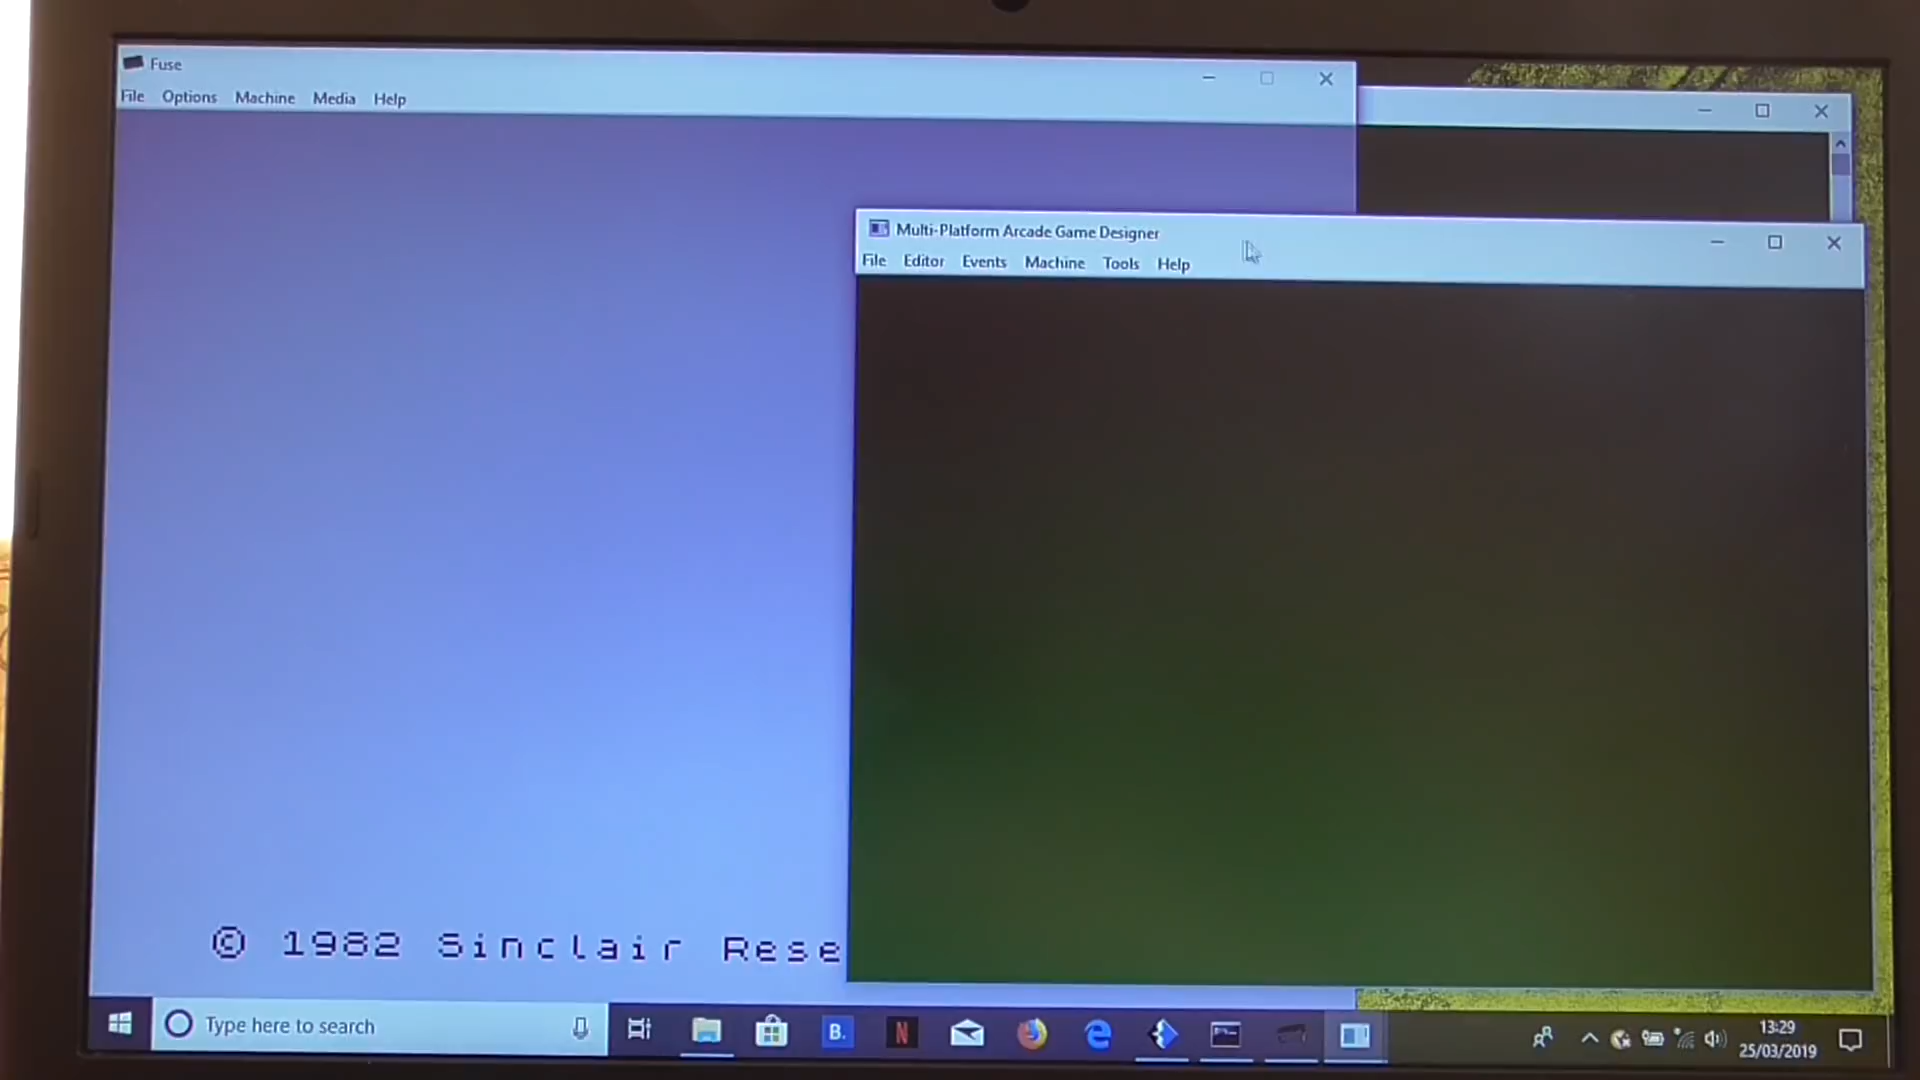 Fuse
File Options Machine Media Help
Multi-Platform Arcade Game Designer
File Editor Events Machine Tools Help
© 1982 Sinclair Rese
Type here to search
B.
N
13:29
25/03/2019